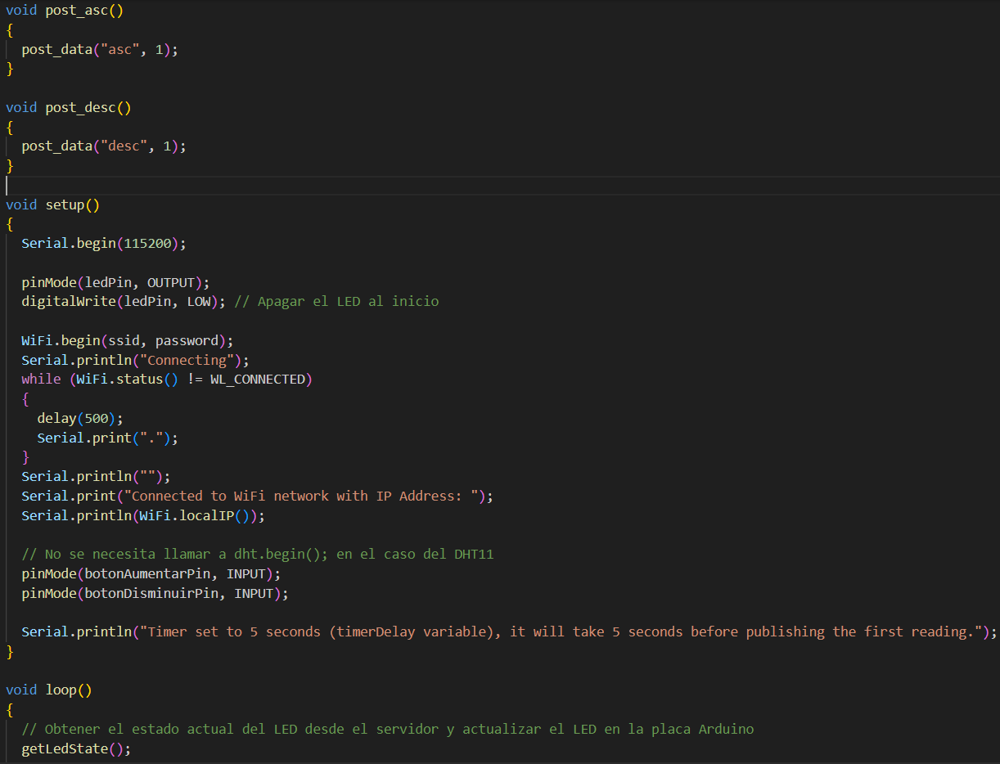 void post_asc()
{
  post_data("asc", 1);
}

void post_desc()
{
  post_data("desc", 1);
}

void setup()
{
  Serial.begin(115200);

  pinMode(ledPin, OUTPUT);
  digitalWrite(ledPin, LOW); // Apagar el LED al inicio

  WiFi.begin(ssid, password);
  Serial.println("Connecting");
  while (WiFi.status() != WL_CONNECTED)
  {
    delay(500);
    Serial.print(".");
  }
  Serial.println("");
  Serial.print("Connected to WiFi network with IP Address: ");
  Serial.println(WiFi.localIP());

  // No se necesita llamar a dht.begin(); en el caso del DHT11
  pinMode(botonAumentarPin, INPUT);
  pinMode(botonDisminuirPin, INPUT);

  Serial.println("Timer set to 5 seconds (timerDelay variable), it will take 5 seconds before publishing the first reading.");
}

void loop()
{
  // Obtener el estado actual del LED desde el servidor y actualizar el LED en la placa Arduino
  getLedState();